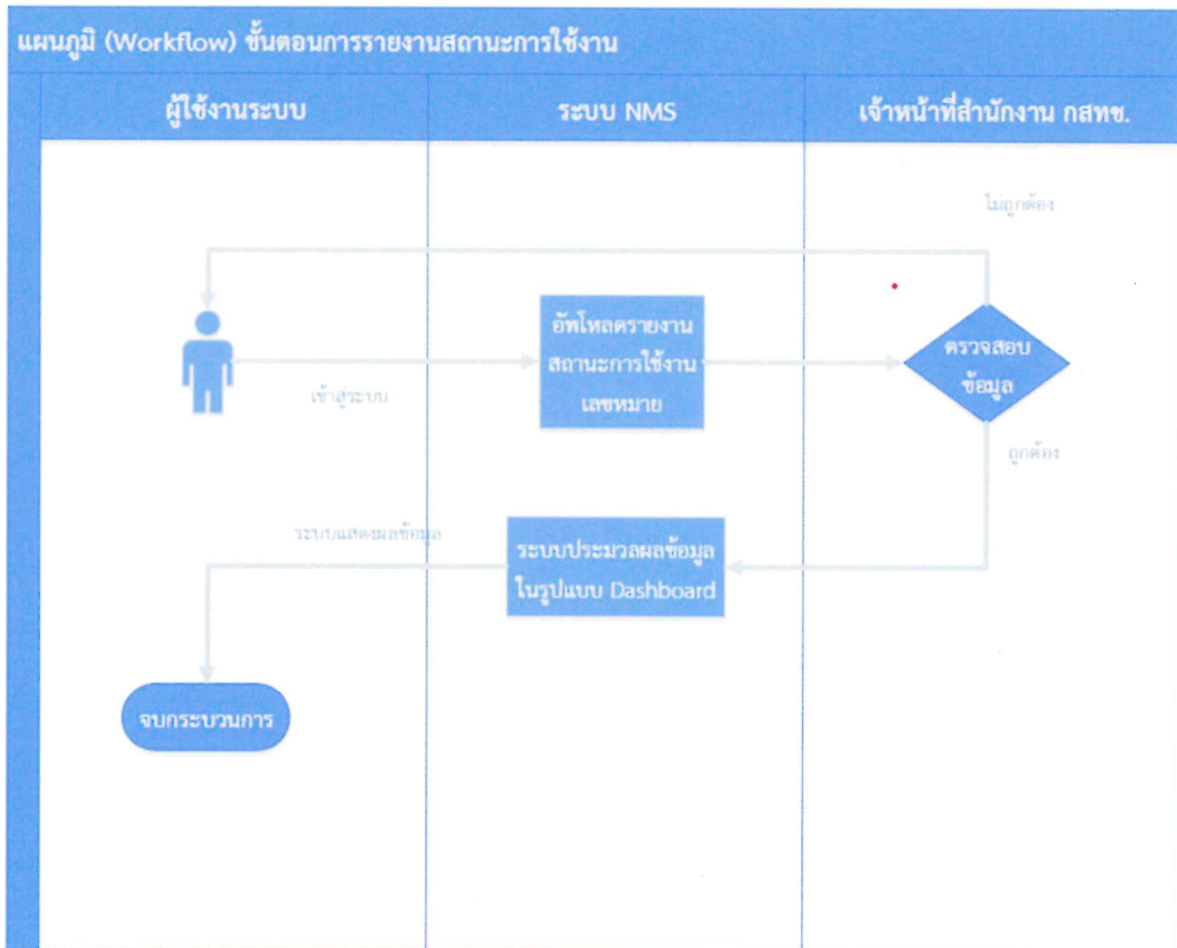 แผนภูมิ (Workflow) ขั้นตอนการรายงานสถานะการใช้งาน
ผู้ใช้งานระบบ
ระบบ NMS
เจ้าหน้าที่สำนักงาน กสทช.
ไม่ถูกต้อง
อัพโหลดรายงาน
สถานะการใช้งาน
เลขหมาย
ตรวจสอบ
ข้อมูล
เข้าสู่ระบบ
ถูกต้อง
ระบบแสดงผลข้อมูล
ระบบประมวลผลข้อมูล
ในรูปแบบ Dashboard
จบกระบวนการ